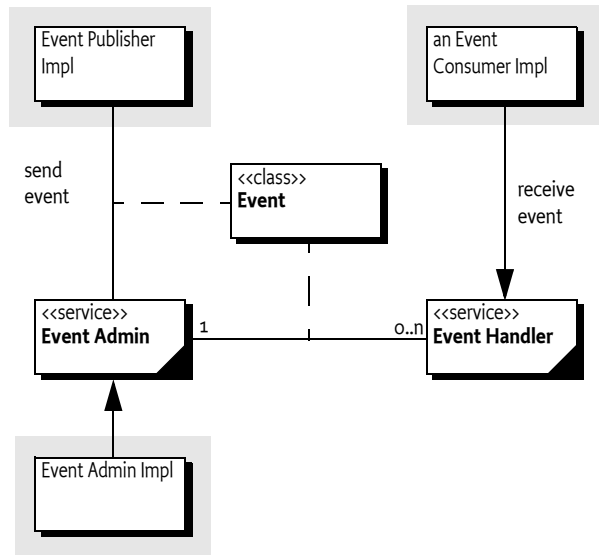 Event Publisher
Impl
an Event
Consumer Impl
send
event
<<class>>
Event
receive
event
<<service>>
Event Admin
1
0..n
<<service>>
Event Handler
Event Admin Impl